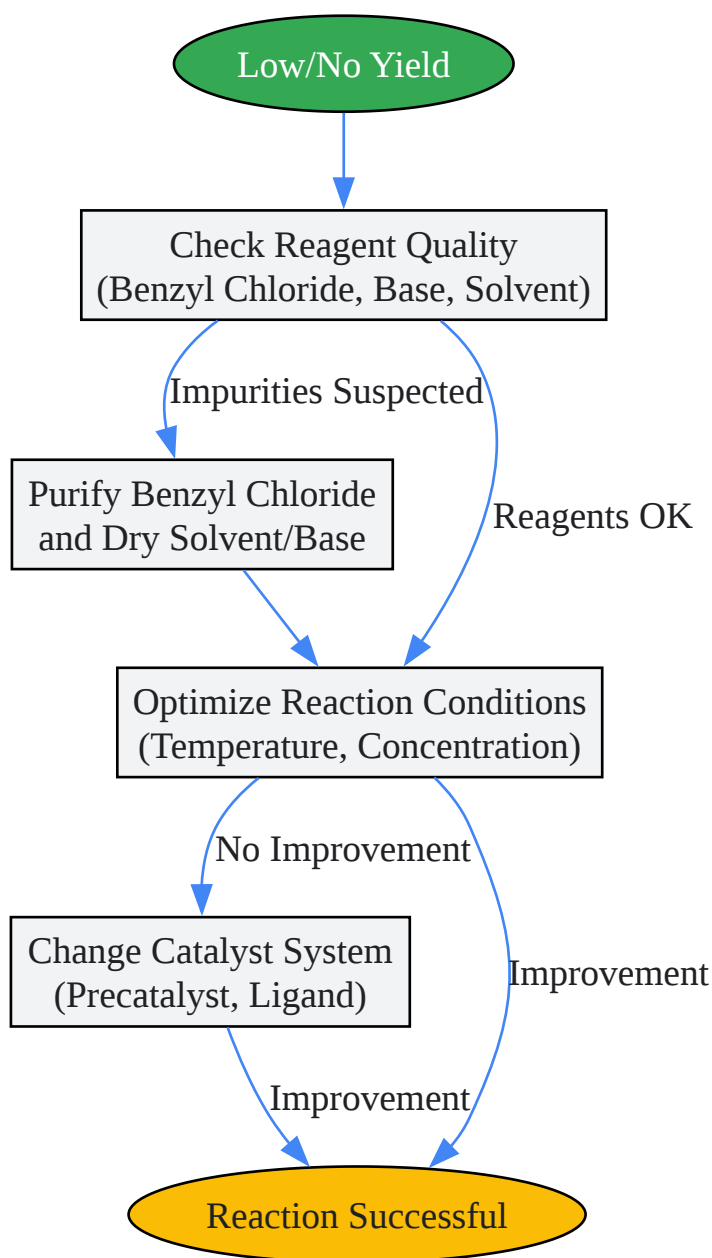 Low/No Yield
Check Reagent Quality
(Benzyl Chloride, Base, Solvent)
Impurities Suspected
Purify Benzyl Chloride
and Dry Solvent/Base
Reagents OK
Optimize Reaction Conditions
(Temperature, Concentration)
No Improvement
Change Catalyst System
(Precatalyst, Ligand)
Improvement
Improvement
Reaction Successful